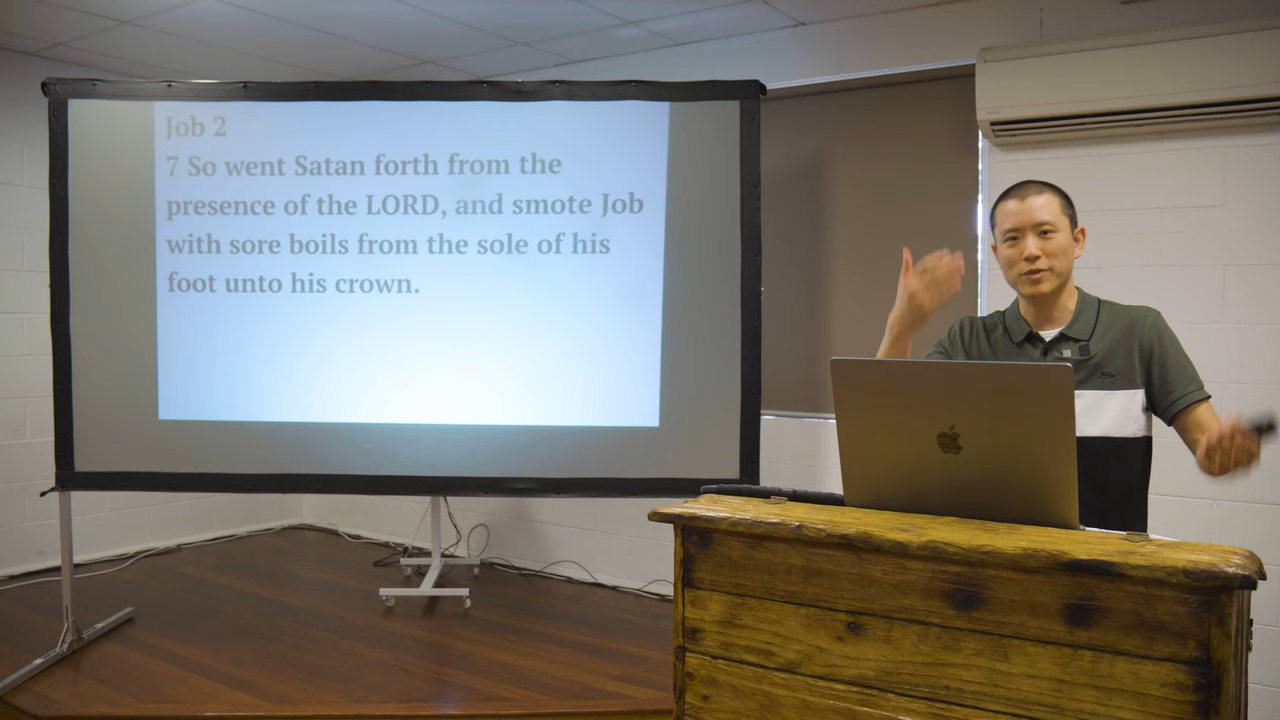 Job 2
7 So went Satan forth from the
presence of the LORD, and smote Job
with sore boils from the sole of his
foot unto his crown.